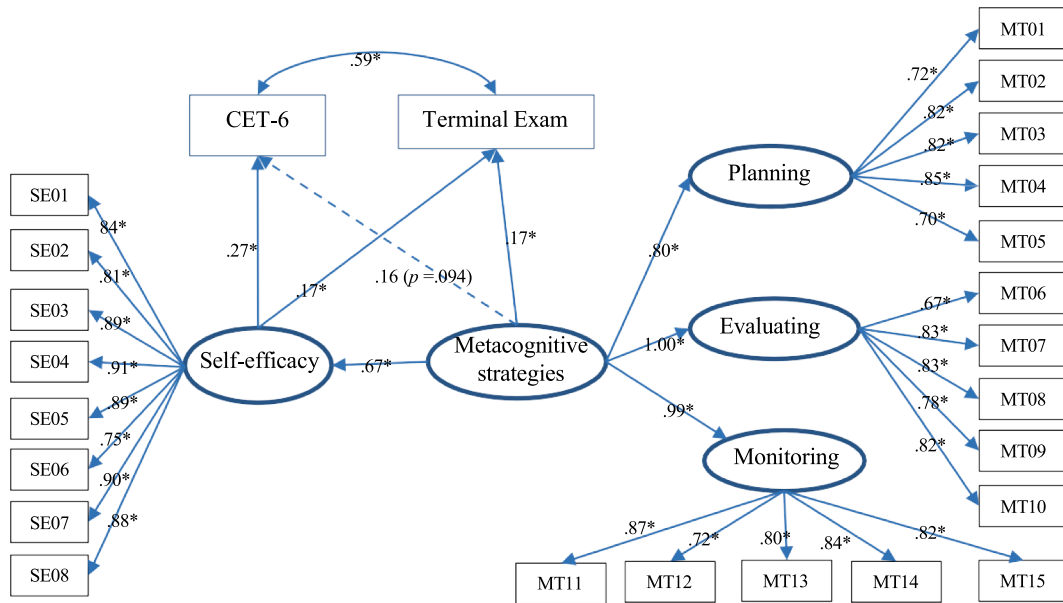 MT01
.59*
.72*
MT02
CET-6
Terminal Exam
.82*
MT03
.82*
Planning
.85*
MT04
SE01
.70*
84*
MT05
SE02
.27*
.17*
.80*
.81*
.16 (p =.094)
MT06
.67*
SE03
.17*
.89*
Evaluating
.83*
MT07
Self-efficacy
Metacognitive
strategies
1.00*
SE04
.91*
.67*
.83*
MT08
.89*
.78*
SE05
.99*
.75*
.82*
MT09
SE06
Monitoring
.90*
MT10
SE07
.88*
.87*
.72*
.80*
.84*
.82*
SE08
MT11
MT12
MT13
MT14
MT15